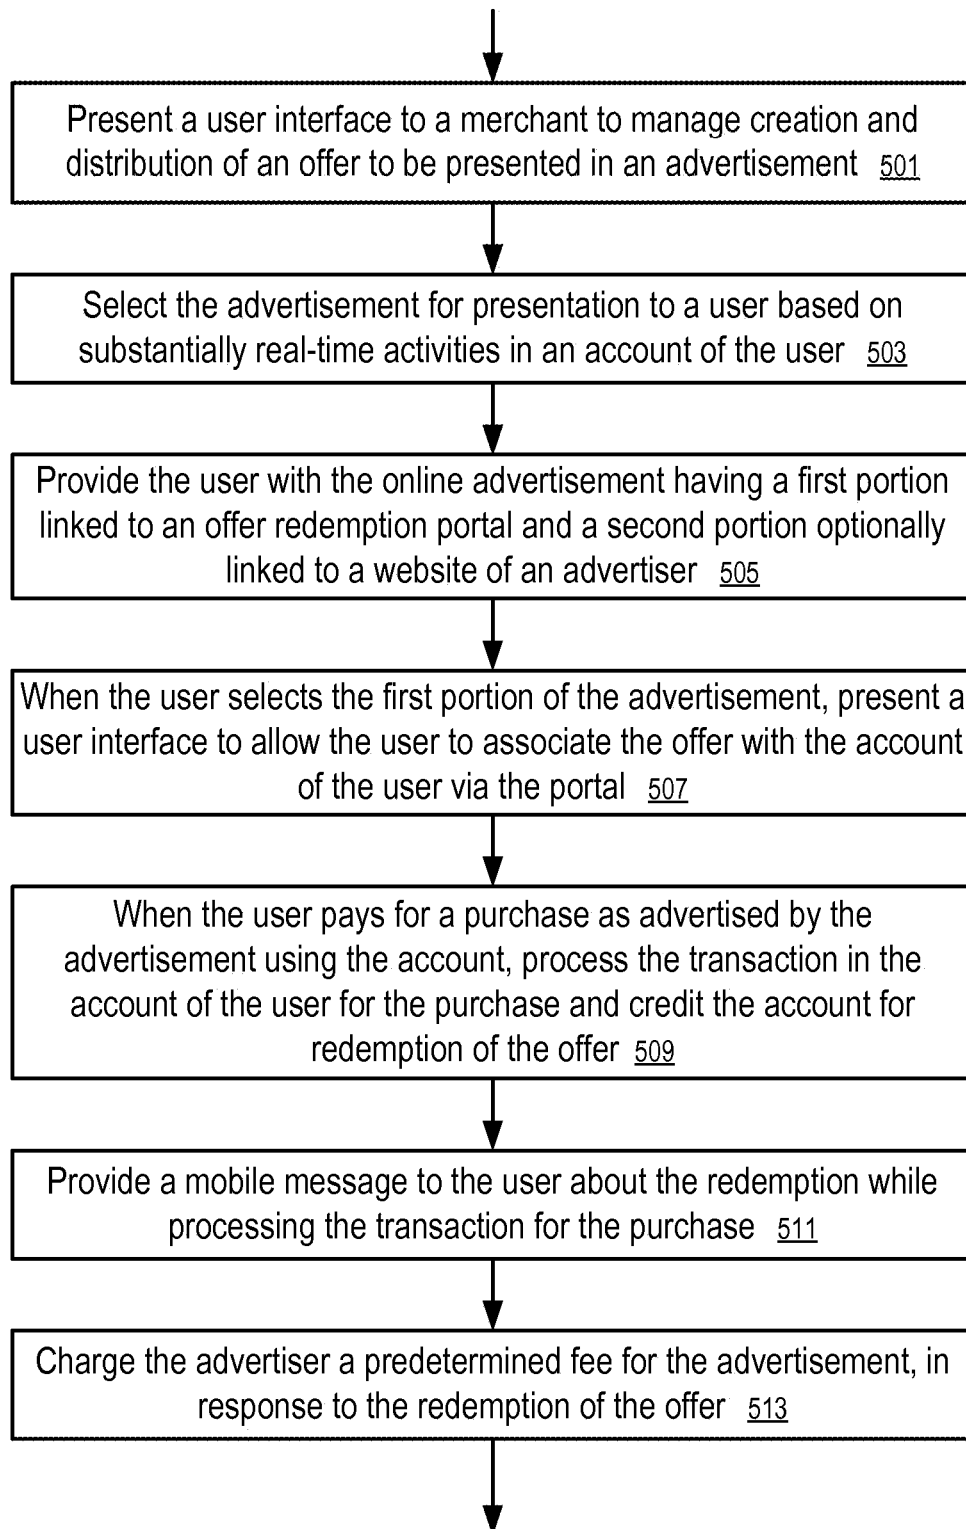 Present a user interface to a merchant to manage creation and
distribution of an offer to be presented in an advertisement 501
Select the advertisement for presentation to a user based on
substantially real-time activities in an account of the user 503
Provide the user with the online advertisement having a first portion
linked to an offer redemption portal and a second portion optionally
linked to a website of an advertiser 505
When the user selects the first portion of the advertisement, present a
user interface to allow the user to associate the offer with the account
of the user via the portal 507
When the user pays for a purchase as advertised by the
advertisement using the account, process the transaction in the
account of the user for the purchase and credit the account for
redemption of the offer 509
Provide a mobile message to the user about the redemption while
processing the transaction for the purchase 511
Charge the advertiser a predetermined fee for the advertisement, in
response to the redemption of the offer 513